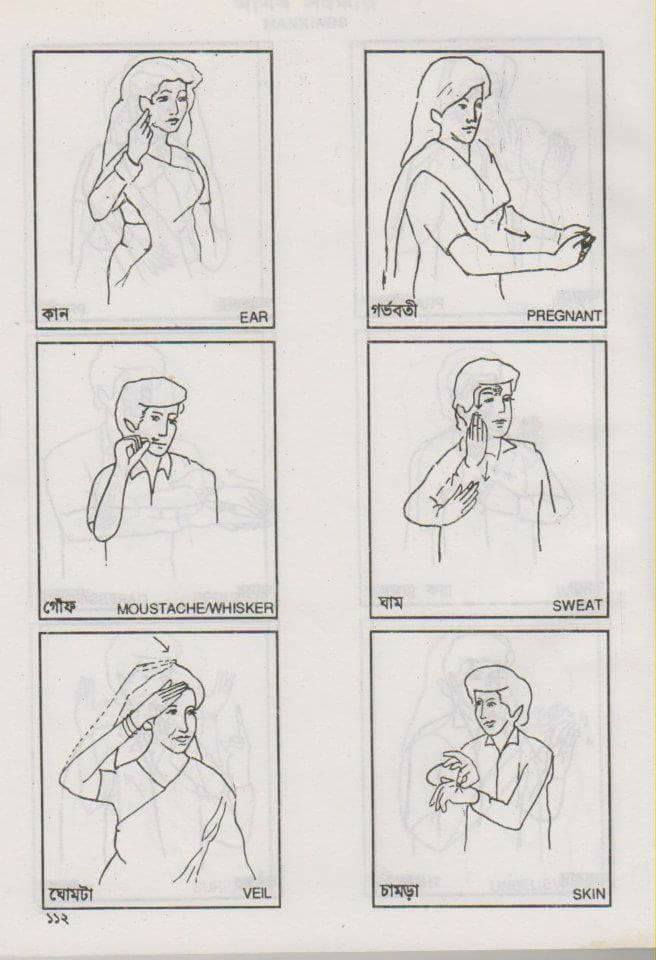 কান EAR
গর্ভবতী PREGNANT
গোঁফ MOUSTACHE/WHISKER
ঘাম SWEAT
ঘোমটা VEIL
চামড়া SKIN
১১২